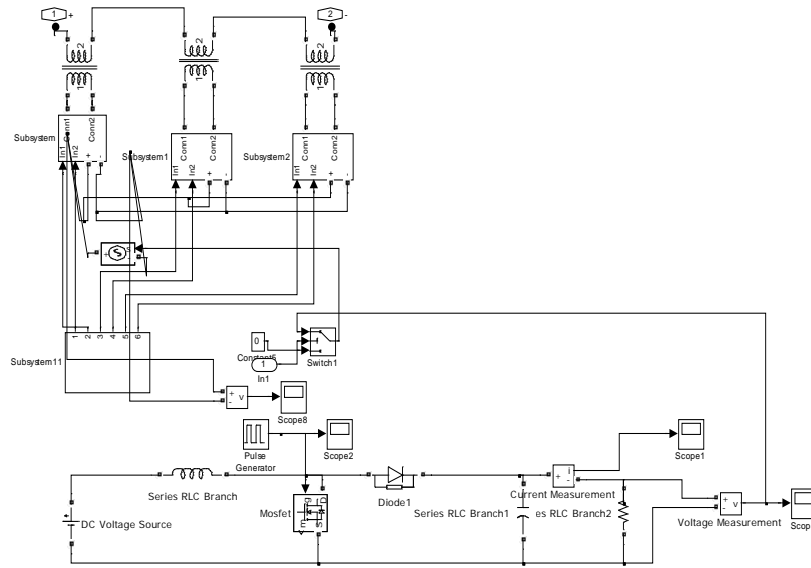 1
+
2
-
2
1
2
1
2
1
Subsystem
Conn1
Conn2
In1
In2
+
-
Subsystem1
Conn1
Conn2
In1
In2
+
-
Subsystem2
Conn1
Conn2
In1
In2
+
-
+
s
-
1
2
3
4
5
6
Subsystem11
0
Constant5
1
In1
Switch1
+
-
v
Scope8
Pulse
Generator
Scope2
Scope1
Series RLC Branch
g
D
m
S
Mosfet
Diode1
DC Voltage Source
+
i
-
Current Measurement
Series RLC Branch1
es RLC Branch2
+
-
v
Voltage Measurement
Scop